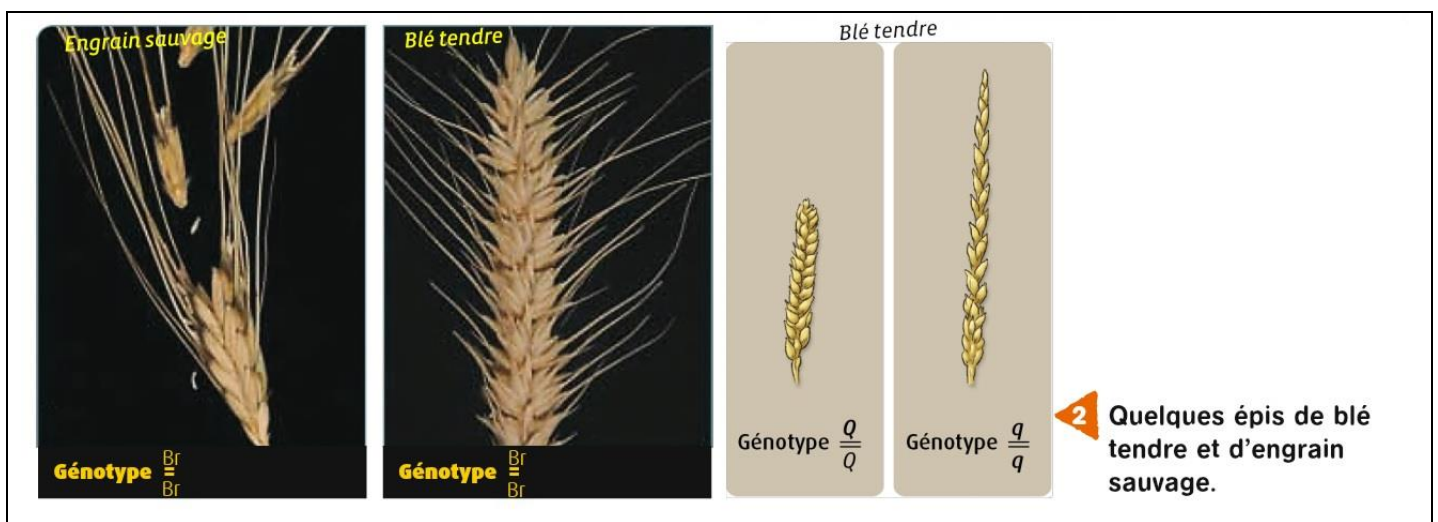 Engrain sauvage
Génotype Br
Br
Blé tendre
Génotype Br
Br
Blé tendre
Génotype Q
Q
Génotype q
q
2 Quelques épis de blé
tendre et d'engrain
sauvage.